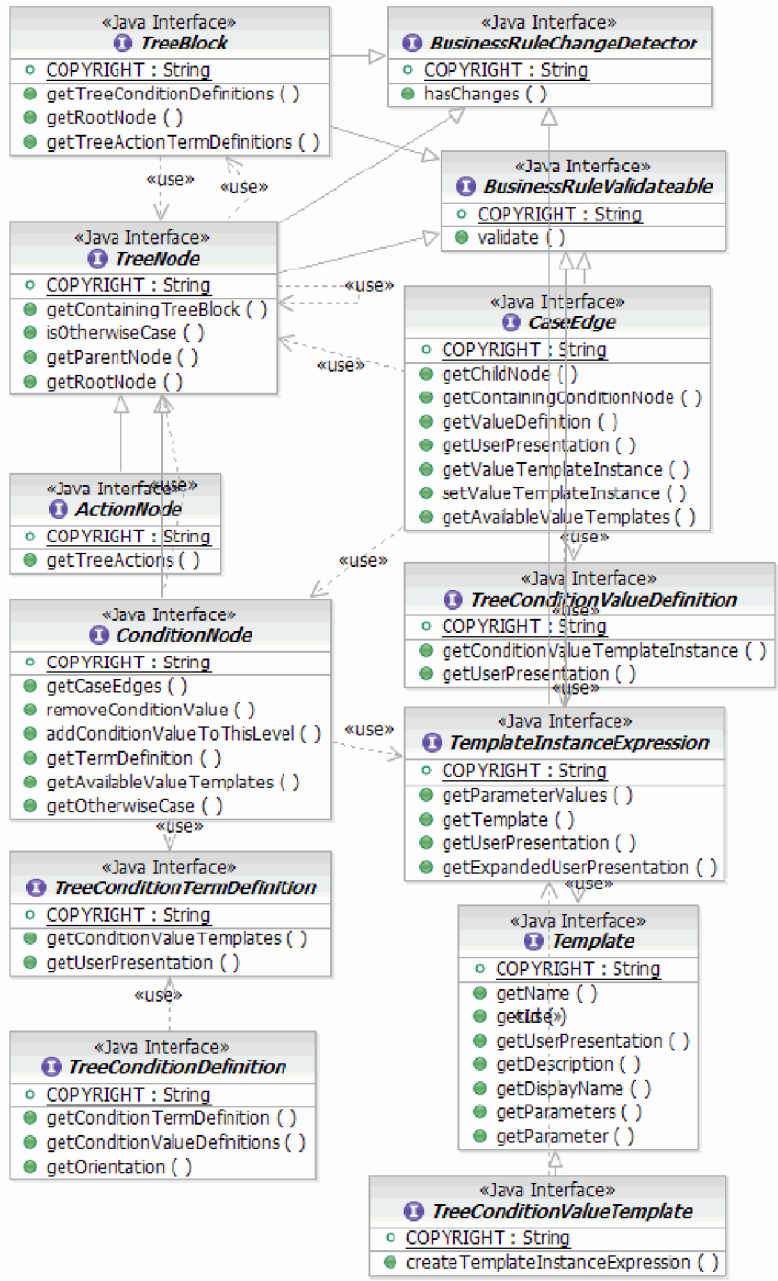 «Java Interface»
TreeBlock
COPYRIGHT : String
getTreeConditionDefinitions ( )
getRootNode ( )
getTreeActionTermDefinitions ( )
«Java Interface»
BusinessRuleChangeDetector
COPYRIGHT : String
hasChanges ( )
«use»
«use»
«Java Interface»
BusinessRuleValidateable
COPYRIGHT : String
validate ( )
«Java Interface»
TreeNode
COPYRIGHT : String
getContainingTreeBlock ( )
isOtherwiseCase ( )
getParentNode ( )
getRootNode ( )
«use»
«use»
«Java Interface»
CaseEdge
COPYRIGHT : String
getChildNode ( )
getContainingConditionNode ( )
getValueDefinition ( )
getUserPresentation ( )
getValueTemplateInstance ( )
setValueTemplateInstance ( )
getAvailableValueTemplates ( )
«Java Interface»
«use»
ActionNode
COPYRIGHT : String
getTreeActions ( )
«use»
«use»
«Java Interface»
TreeConditionValueDefinition
«use»
COPYRIGHT : String
getConditionValueTemplateInstance ( )
getUserPresentation ( )
«use»
«Java Interface»
ConditionNode
COPYRIGHT : String
getCaseEdges ( )
removeConditionValue ( )
addConditionValueToThisLevel ( )
getTermDefinition ( )
getAvailableValueTemplates ( )
getOtherwiseCase ( )
«use»
«use»
«Java Interface»
TemplateInstanceExpression
COPYRIGHT : String
getParameterValues ( )
getTemplate ( )
getUserPresentation ( )
getExpandedUserPresentation ( )
«use»
«Java Interface»
TreeConditionTermDefinition
COPYRIGHT : String
getConditionValueTemplates ( )
getUserPresentation ( )
«use»
«Java Interface»
Template
COPYRIGHT : String
getName ( )
getId ( )
«use»
getUserPresentation ( )
getDescription ( )
getDisplayName ( )
getParameters ( )
getParameter ( )
«Java Interface»
TreeConditionDefinition
COPYRIGHT : String
getConditionTermDefinition ( )
getConditionValueDefinitions ( )
getOrientation ( )
«Java Interface»
TreeConditionValueTemplate
COPYRIGHT : String
createTemplateInstanceExpression ( )